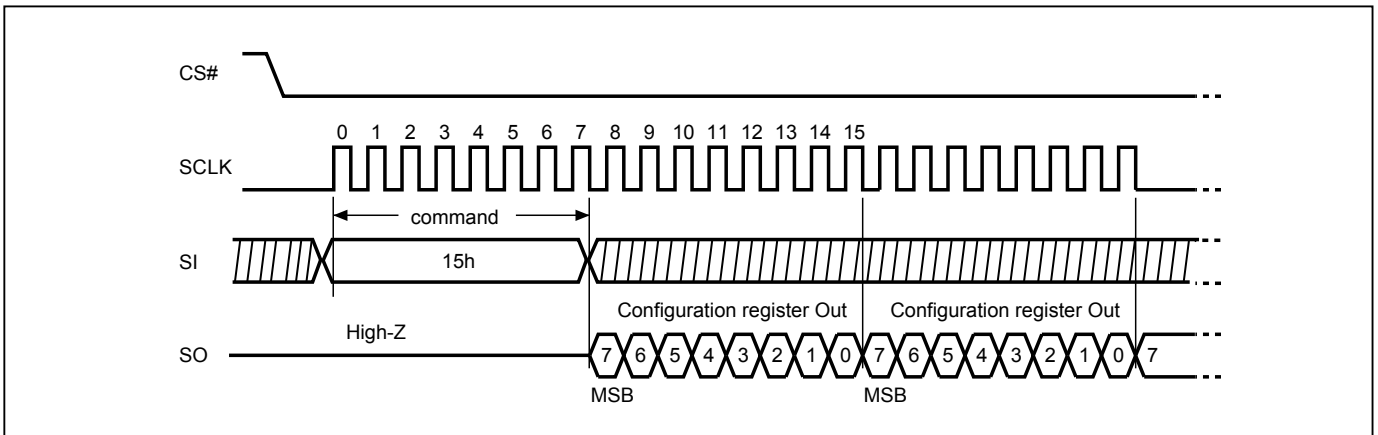 CS#
0 1 2 3 4 5 6 7 8 9 10 11 12 13 14 15
SCLK
command
SI 15h
Configuration register Out Configuration register Out
High-Z
SO 7 6 5 4 3 2 1 0 7 6 5 4 3 2 1 0 7
MSB MSB